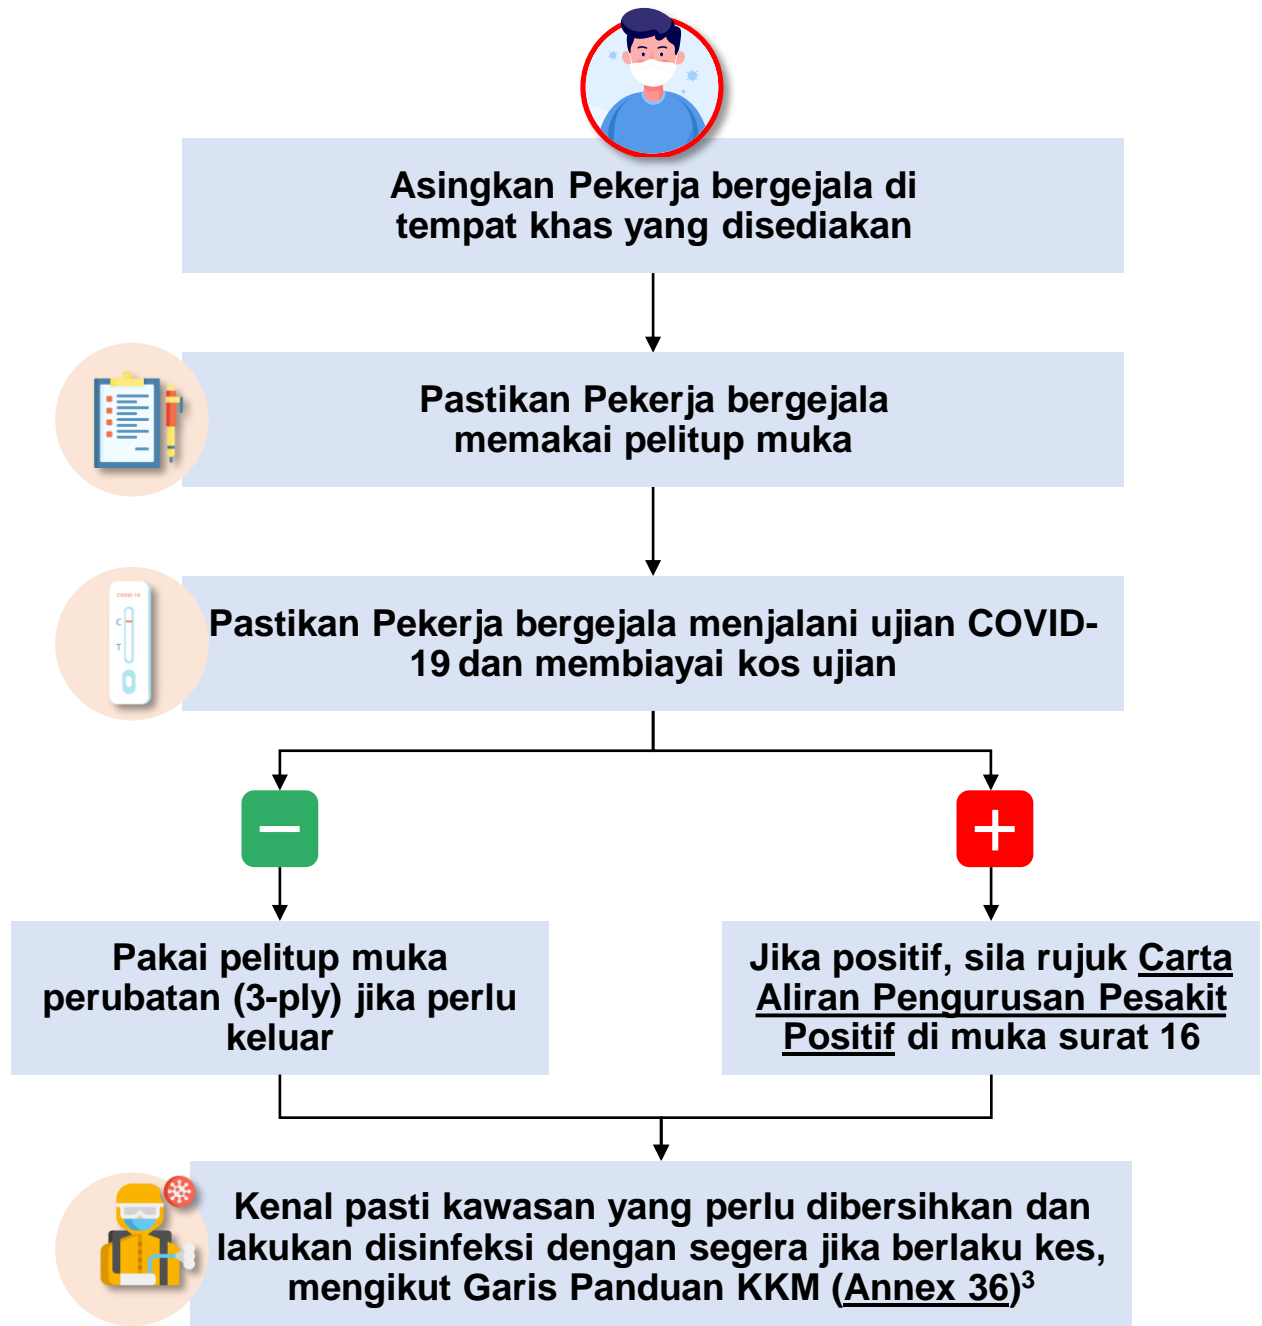 Asingkan Pekerja bergejala di
tempat khas yang disediakan
Pastikan Pekerja bergejala
memakai pelitup muka
COVID-19
C
T
Pastikan Pekerja bergejala menjalani ujian COVID-
19 dan membiayai kos ujian
Pakai pelitup muka
perubatan (3-ply) jika perlu
keluar
Jika positif, sila rujuk Carta
Aliran Pengurusan Pesakit
Positif di muka surat 16
Kenal pasti kawasan yang perlu dibersihkan dan
lakukan disinfeksi dengan segera jika berlaku kes,
mengikut Garis Panduan KKM (Annex 36)³